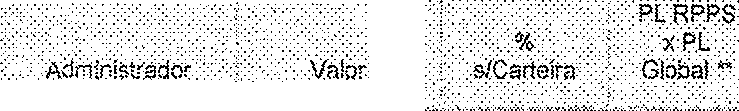 PL RPPS
% x PL
Administrador Valor s/Carteira Global **